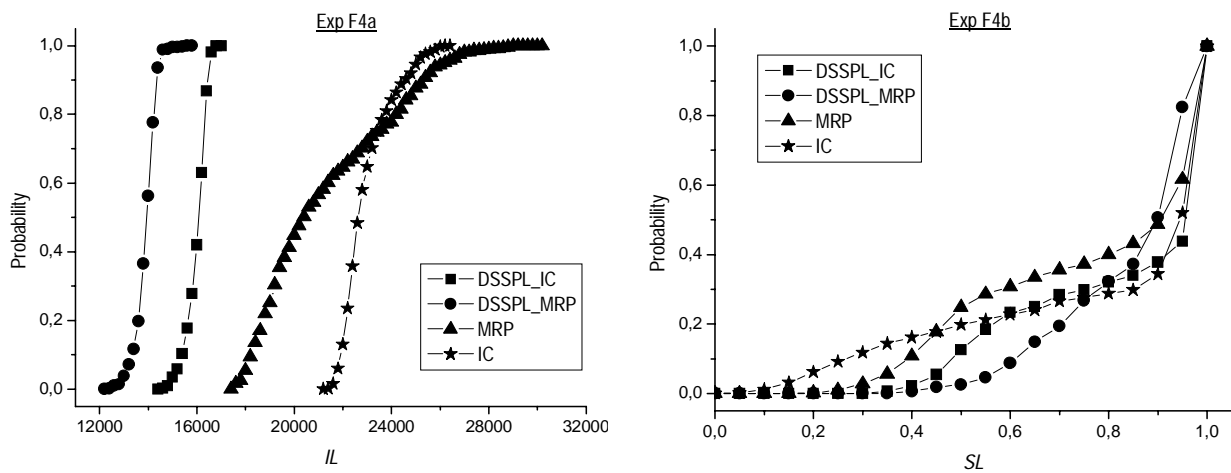 Exp F4a
1,0
0,8
0,6
0,4
0,2
0,0
Probability
12000 16000 20000 24000 28000 32000
IL
DSSPL_IC
DSSPL_MRP
MRP
IC
Exp F4b
1,0
0,8
0,6
0,4
0,2
0,0
Probability
0,0 0,2 0,4 0,6 0,8 1,0
SL
DSSPL_IC
DSSPL_MRP
MRP
IC